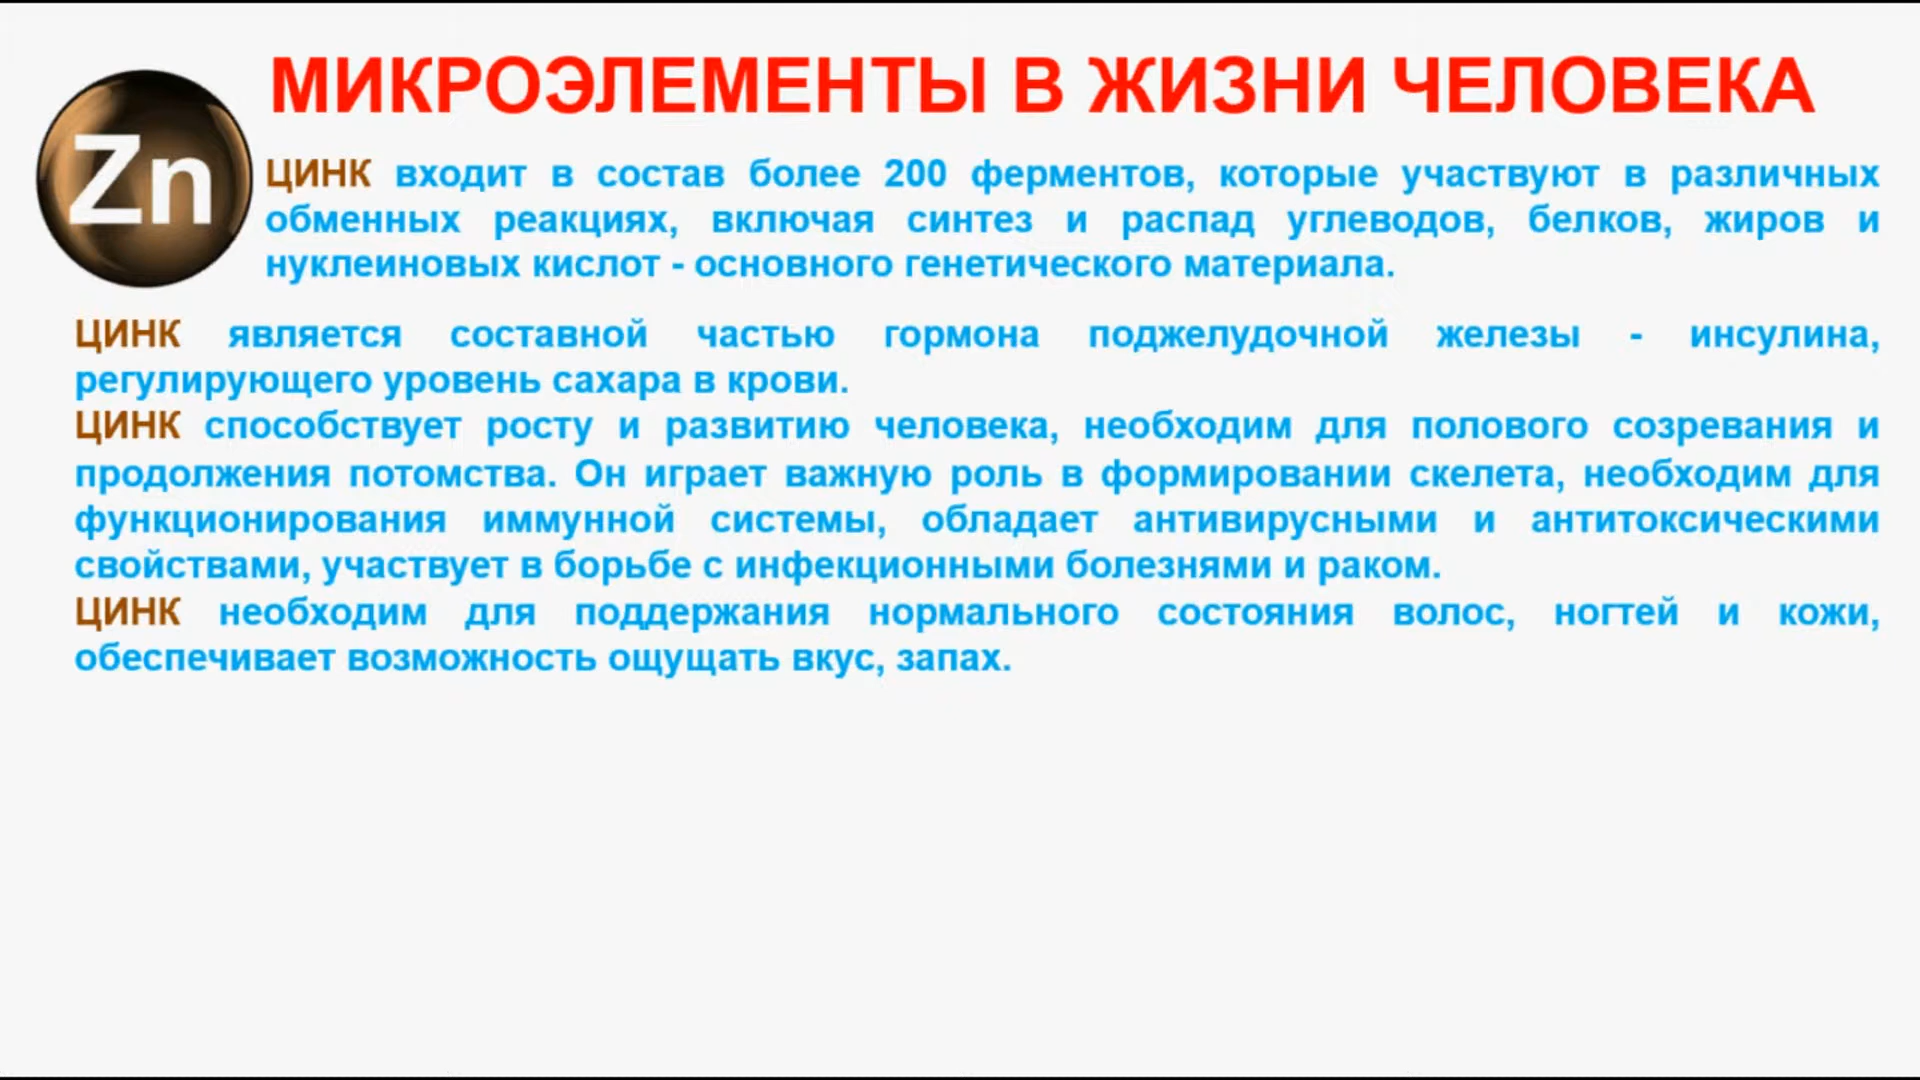 МИКРОЭЛЕМЕНТЫ В ЖИЗНИ ЧЕЛОВЕКА
Zn
ЦИНК входит в состав более 200 ферментов, которые участвуют в различных
обменных реакциях, включая синтез и распад углеводов, белков, жиров и
нуклеиновых кислот - основного генетического материала.
ЦИНК является составной частью гормона поджелудочной железы - инсулина,
регулирующего уровень сахара в крови.
ЦИНК способствует росту и развитию человека, необходим для полового созревания и
продолжения потомства. Он играет важную роль в формировании скелета, необходим для
функционирования иммунной системы, обладает антивирусными и антитоксическими
свойствами, участвует в борьбе с инфекционными болезнями и раком.
ЦИНК необходим для поддержания нормального состояния волос, ногтей и кожи,
обеспечивает возможность ощущать вкус, запах.